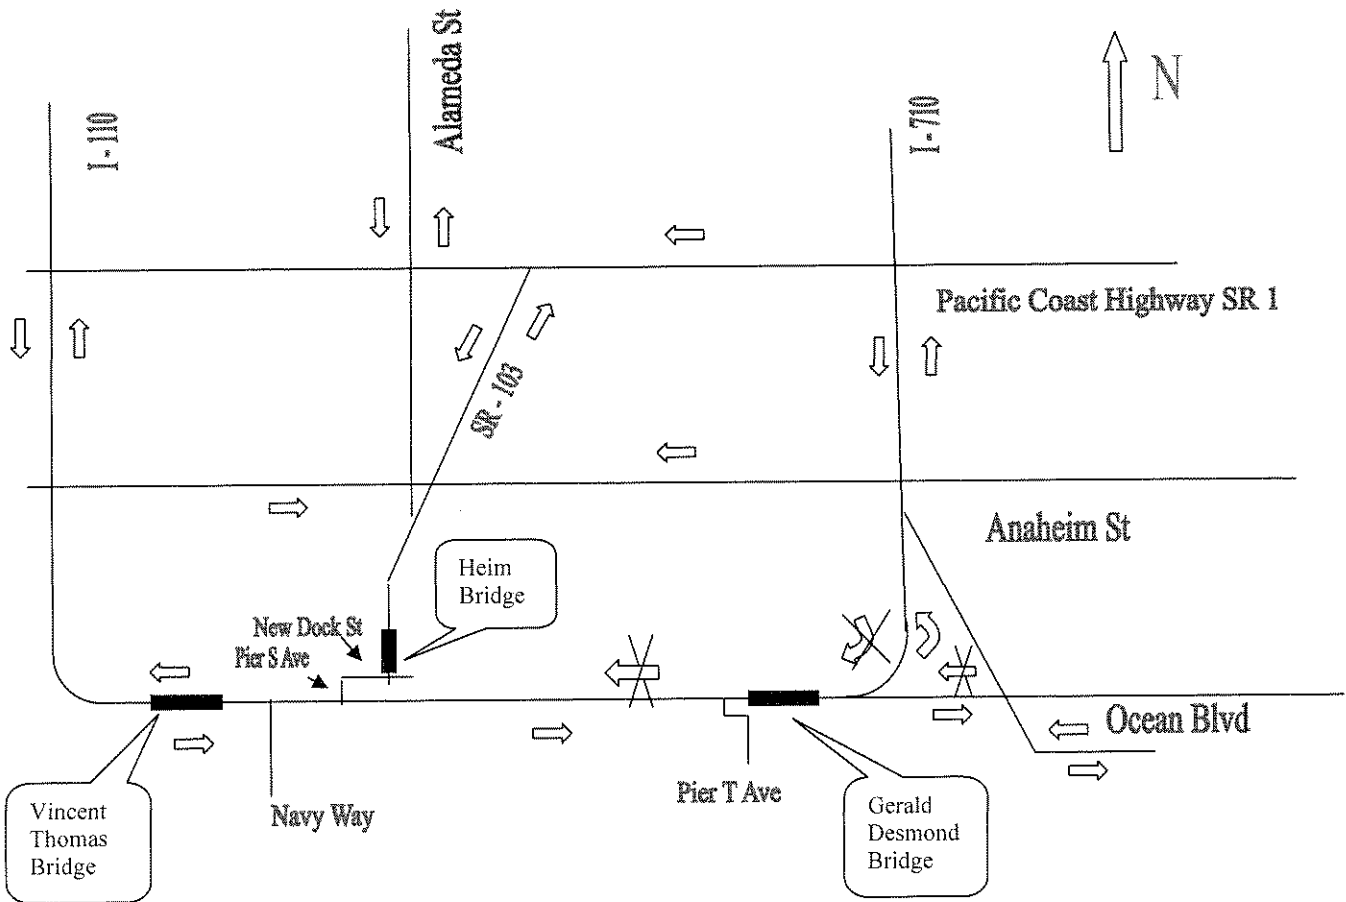 Alameda St
I - 110
I - 710
N
Pacific Coast Highway SR 1
SR - 103
Anaheim St
Heim
Bridge
New Dock St
Pier S Ave
Ocean Blvd
Pier T Ave
Navy Way
Vincent
Thomas
Bridge
Gerald
Desmond
Bridge